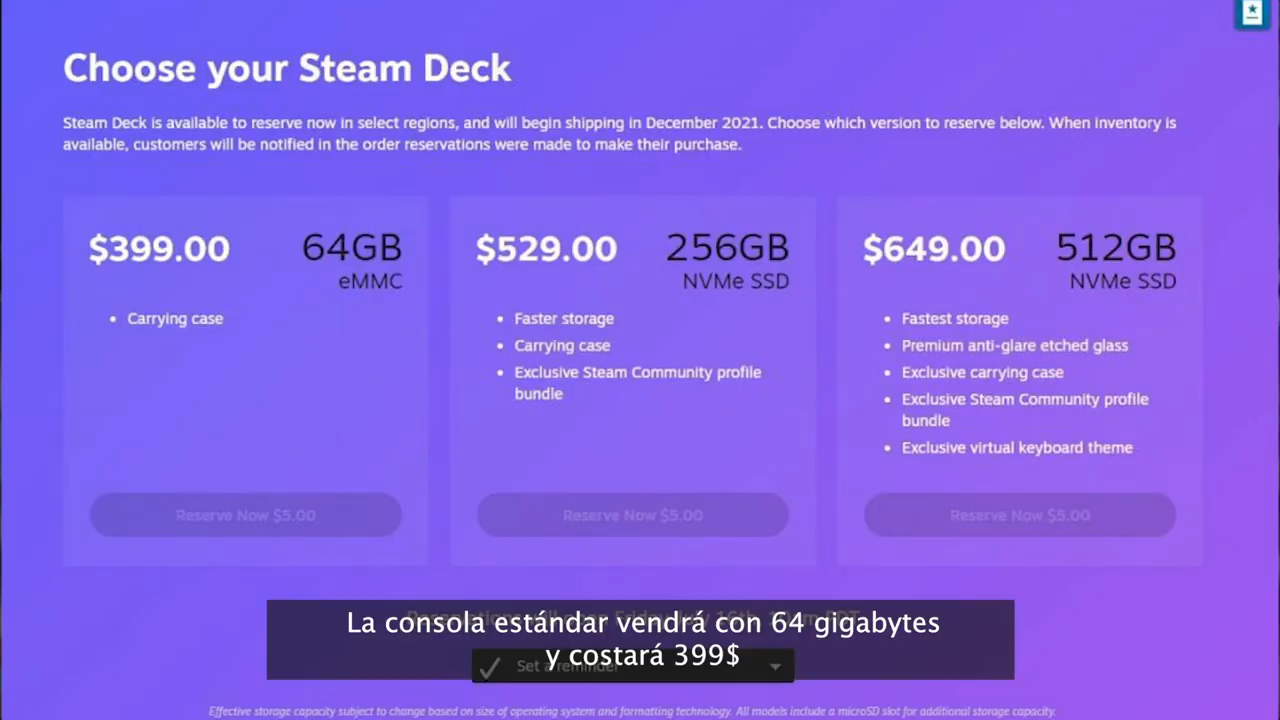 Choose your Steam Deck
Steam Deck is available to reserve now in select regions, and will begin shipping in December 2021. Choose which version to reserve below. When inventory is
available, customers will be notified in the order reservations were made to make their purchase.
$399.00 64GB
eMMC
• Carrying case
Reserve Now $5.00
$529.00 256GB
NVMe SSD
• Faster storage
• Carrying case
• Exclusive Steam Community profile
bundle
Reserve Now $5.00
$649.00 512GB
NVMe SSD
• Fastest storage
• Premium anti-glare etched glass
• Exclusive carrying case
• Exclusive Steam Community profile
bundle
• Exclusive virtual keyboard theme
Reserve Now $5.00
La consola estándar vendrá con 64 gigabytes
y costará 399$
Set a reminder
Effective storage capacity subject to change based on size of operating system and formatting technology. All models include a microSD slot for additional storage capacity.